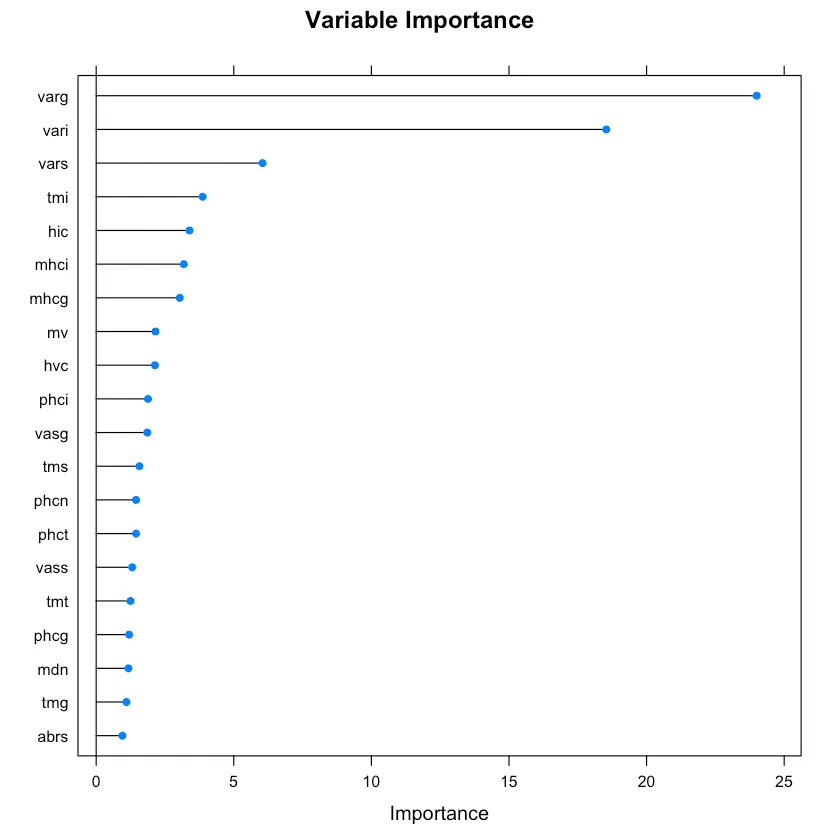 Variable Importance
varg
vari
vars
tmi
hic
mhci
mhcg
mv
hvc
phci
vasg
tms
phcn
phct
vass
tmt
phcg
mdn
tmg
abrs
0 5 10 15 20 25
Importance